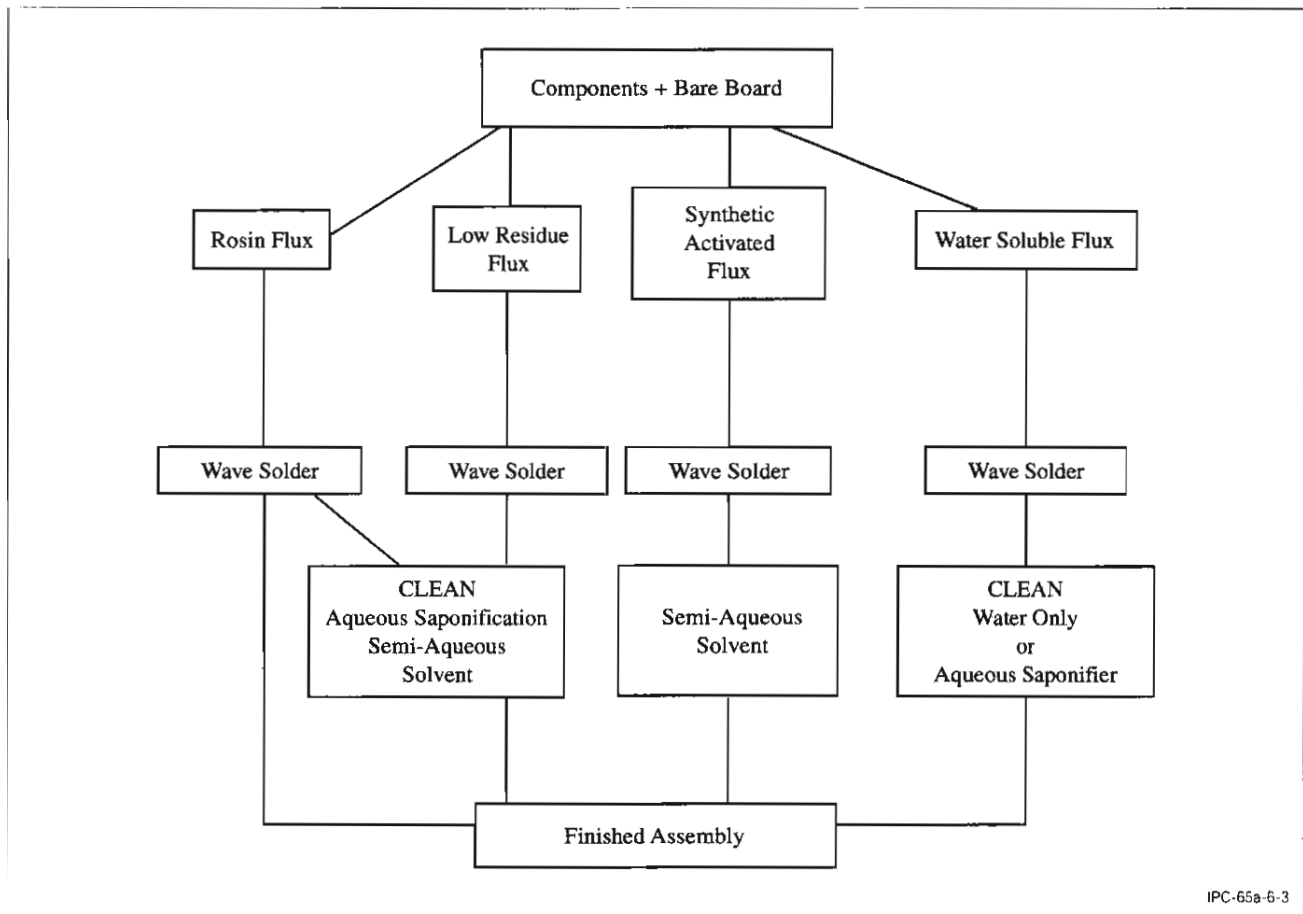 Components + Bare Board
Rosin Flux
Low Residue
Flux
Synthetic
Activated
Flux
Water Soluble Flux
Wave Solder
Wave Solder
Wave Solder
Wave Solder
CLEAN
Aqueous Saponification
Semi-Aqueous
Solvent
Semi-Aqueous
Solvent
CLEAN
Water Only
or
Aqueous Saponifier
Finished Assembly
IPC-65a-6-3